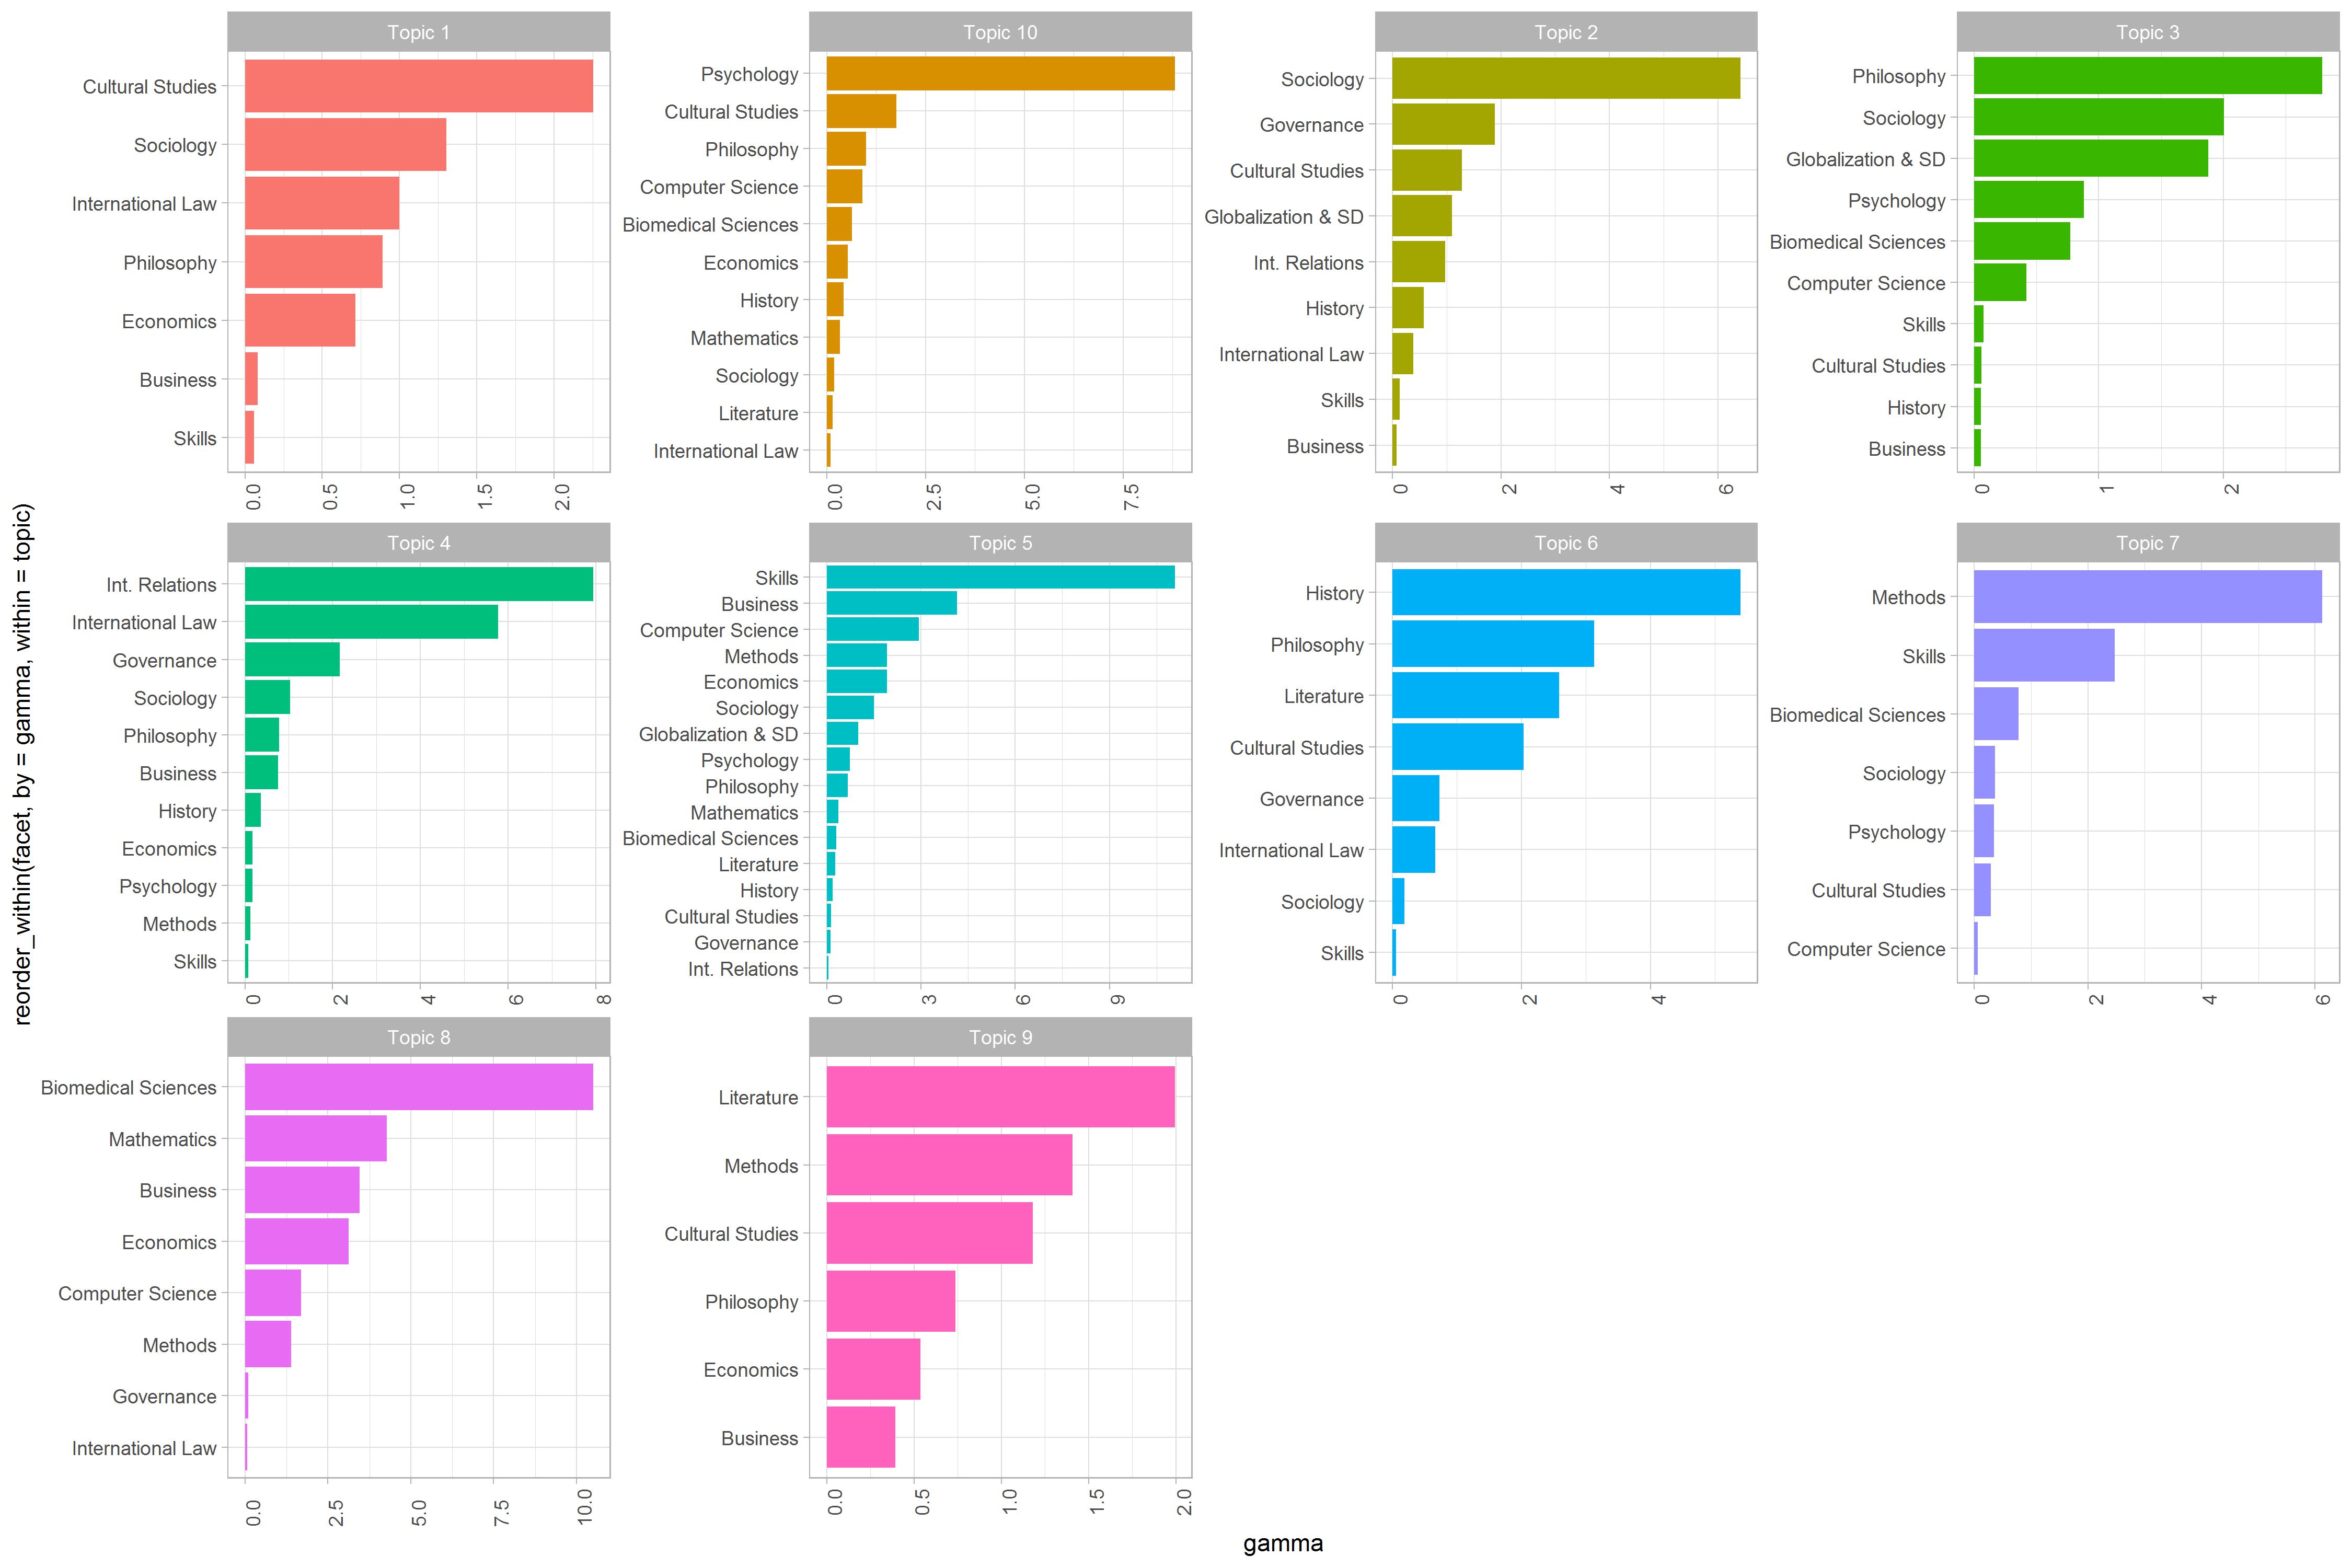 Topic 1
Cultural Studies
Sociology
International Law
Philosophy
Economics
Business
Skills
0.0
0.5
1.0
1.5
2.0
Topic 10
Psychology
Cultural Studies
Philosophy
Computer Science
Biomedical Sciences
Economics
History
Mathematics
Sociology
Literature
International Law
0.0
2.5
5.0
7.5
Topic 2
Sociology
Governance
Cultural Studies
Globalization & SD
Int. Relations
History
International Law
Skills
Business
0
2
4
6
Topic 3
Philosophy
Sociology
Globalization & SD
Psychology
Biomedical Sciences
Computer Science
Skills
Cultural Studies
History
Business
0
1
2
reorder_within(facet, by = gamma, within = topic)
Topic 4
Int. Relations
International Law
Governance
Sociology
Philosophy
Business
History
Economics
Psychology
Methods
Skills
0
2
4
6
8
Topic 5
Skills
Business
Computer Science
Methods
Economics
Sociology
Globalization & SD
Psychology
Philosophy
Mathematics
Biomedical Sciences
Literature
History
Cultural Studies
Governance
Int. Relations
0
3
6
9
Topic 6
History
Philosophy
Literature
Cultural Studies
Governance
International Law
Sociology
Skills
0
2
4
Topic 7
Methods
Skills
Biomedical Sciences
Sociology
Psychology
Cultural Studies
Computer Science
0
2
4
6
Topic 8
Biomedical Sciences
Mathematics
Business
Economics
Computer Science
Methods
Governance
International Law
0.0
2.5
5.0
7.5
10.0
Topic 9
Literature
Methods
Cultural Studies
Philosophy
Economics
Business
0.0
0.5
1.0
1.5
2.0
gamma